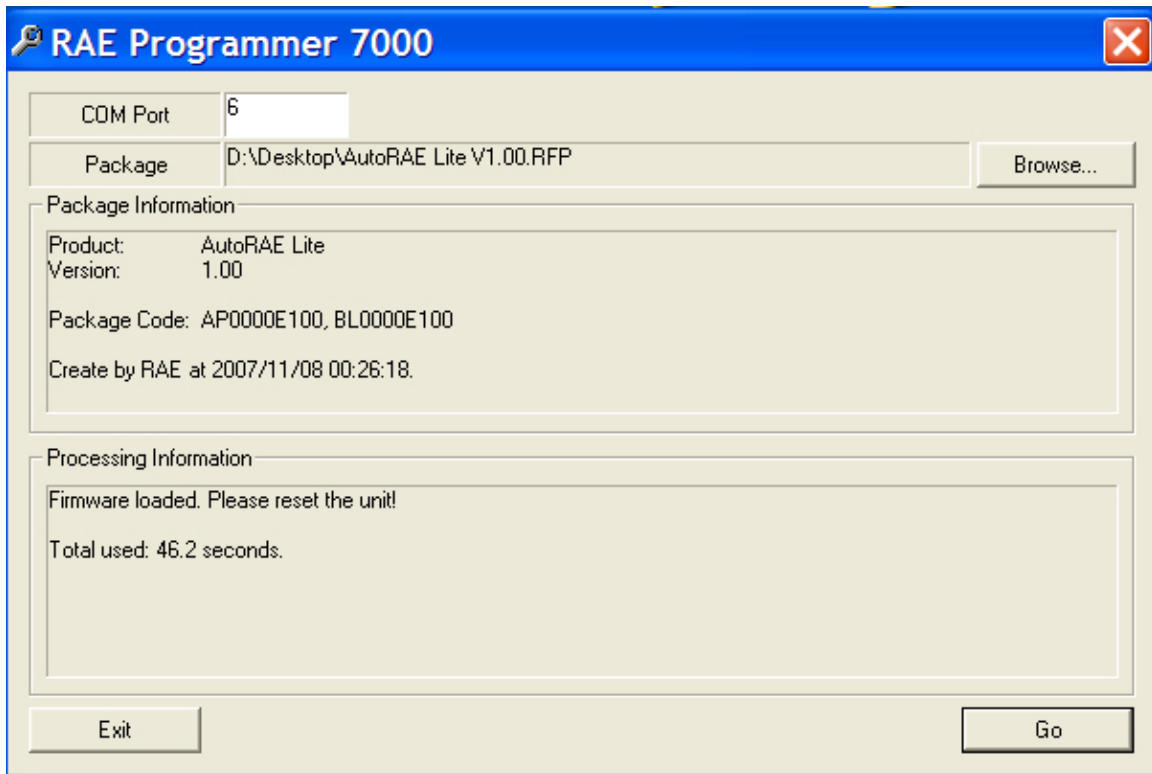 RAE Programmer 7000
COM Port 6
Package D:\Desktop\AutoRAE Lite V1.00.RFP Browse...
Package Information
Product: AutoRAE Lite
Version: 1.00
Package Code: AP0000E100, BL0000E100
Create by RAE at 2007/11/08 00:26:18.
Processing Information
Firmware loaded. Please reset the unit!
Total used: 46.2 seconds.
Exit Go